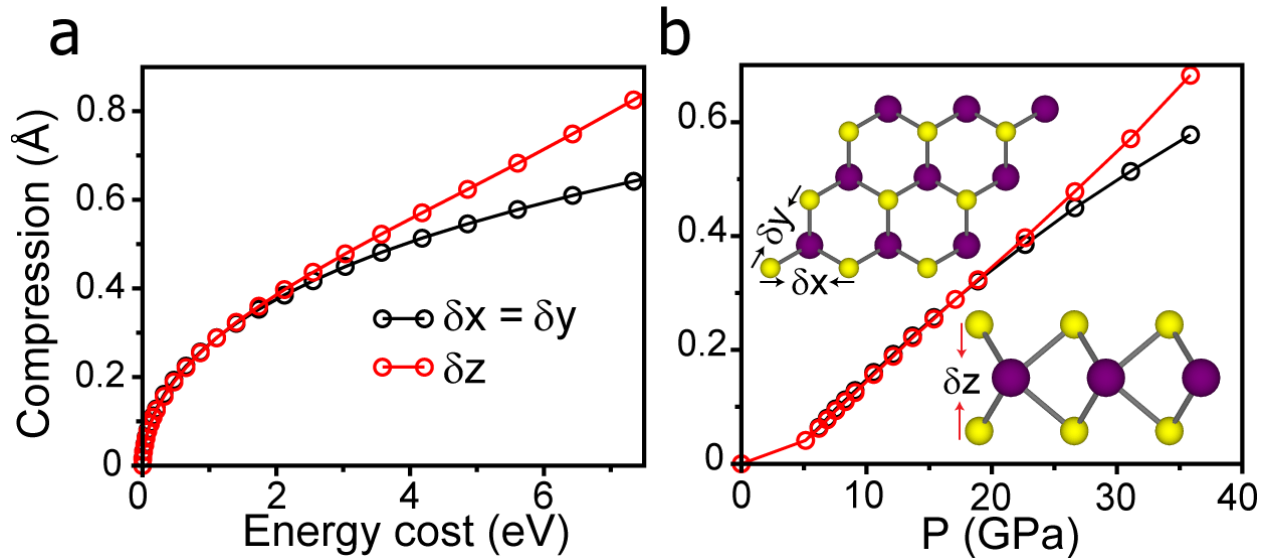 a
b
Compression (Å)
0.8
0.6
0.4
0.2
0
0
2
4
6
Energy cost (eV)
δx = δy
δz
0.6
0.4
0.2
0
0
10
20
30
40
P (GPa)
δy
δx
δz